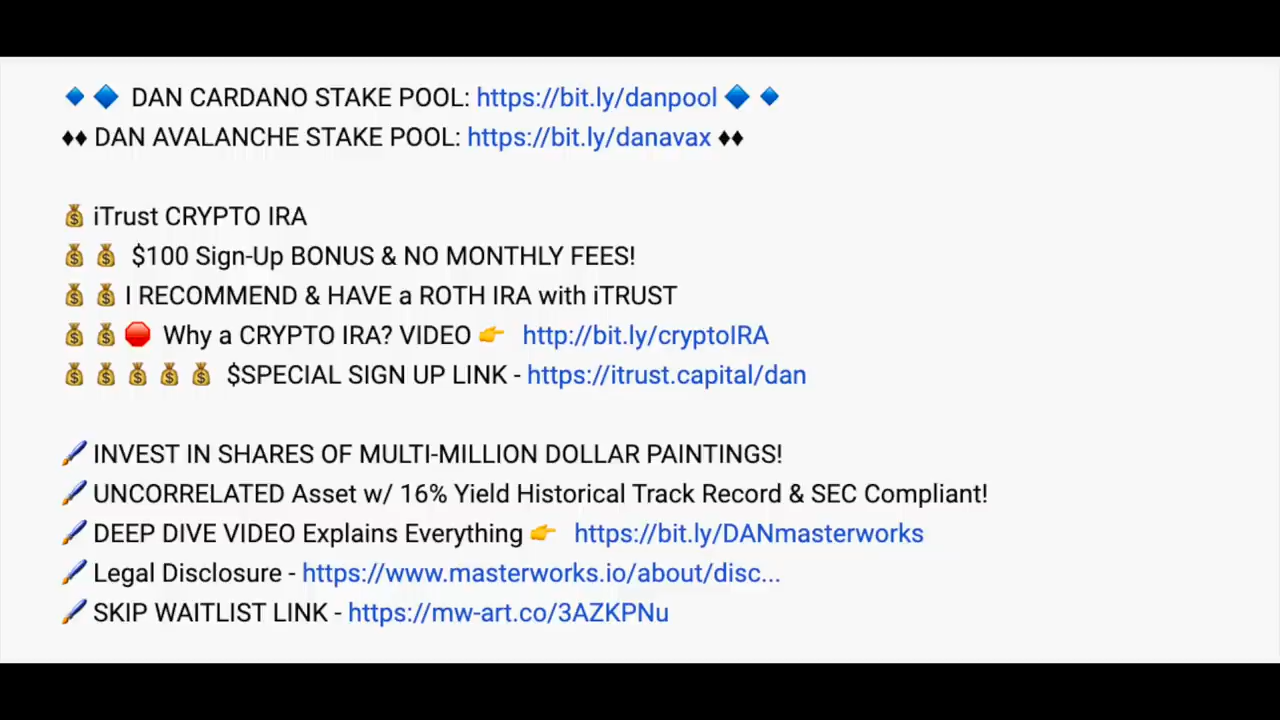 🔹🔷 DAN CARDANO STAKE POOL: https://bit.ly/danpool 🔷🔹
♦♦ DAN AVALANCHE STAKE POOL: https://bit.ly/danavax ♦♦
💰 iTrust CRYPTO IRA
💰💰 $100 Sign-Up BONUS & NO MONTHLY FEES!
💰💰 I RECOMMEND & HAVE a ROTH IRA with iTRUST
💰💰🛑 Why a CRYPTO IRA? VIDEO 👉 http://bit.ly/cryptoIRA
💰💰💰💰💰 $SPECIAL SIGN UP LINK - https://itrust.capital/dan
🖌️ INVEST IN SHARES OF MULTI-MILLION DOLLAR PAINTINGS!
🖌️ UNCORRELATED Asset w/ 16% Yield Historical Track Record & SEC Compliant!
🖌️ DEEP DIVE VIDEO Explains Everything 👉 https://bit.ly/DANmasterworks
🖌️ Legal Disclosure - https://www.masterworks.io/about/disc...
🖌️ SKIP WAITLIST LINK - https://mw-art.co/3AZKPNu